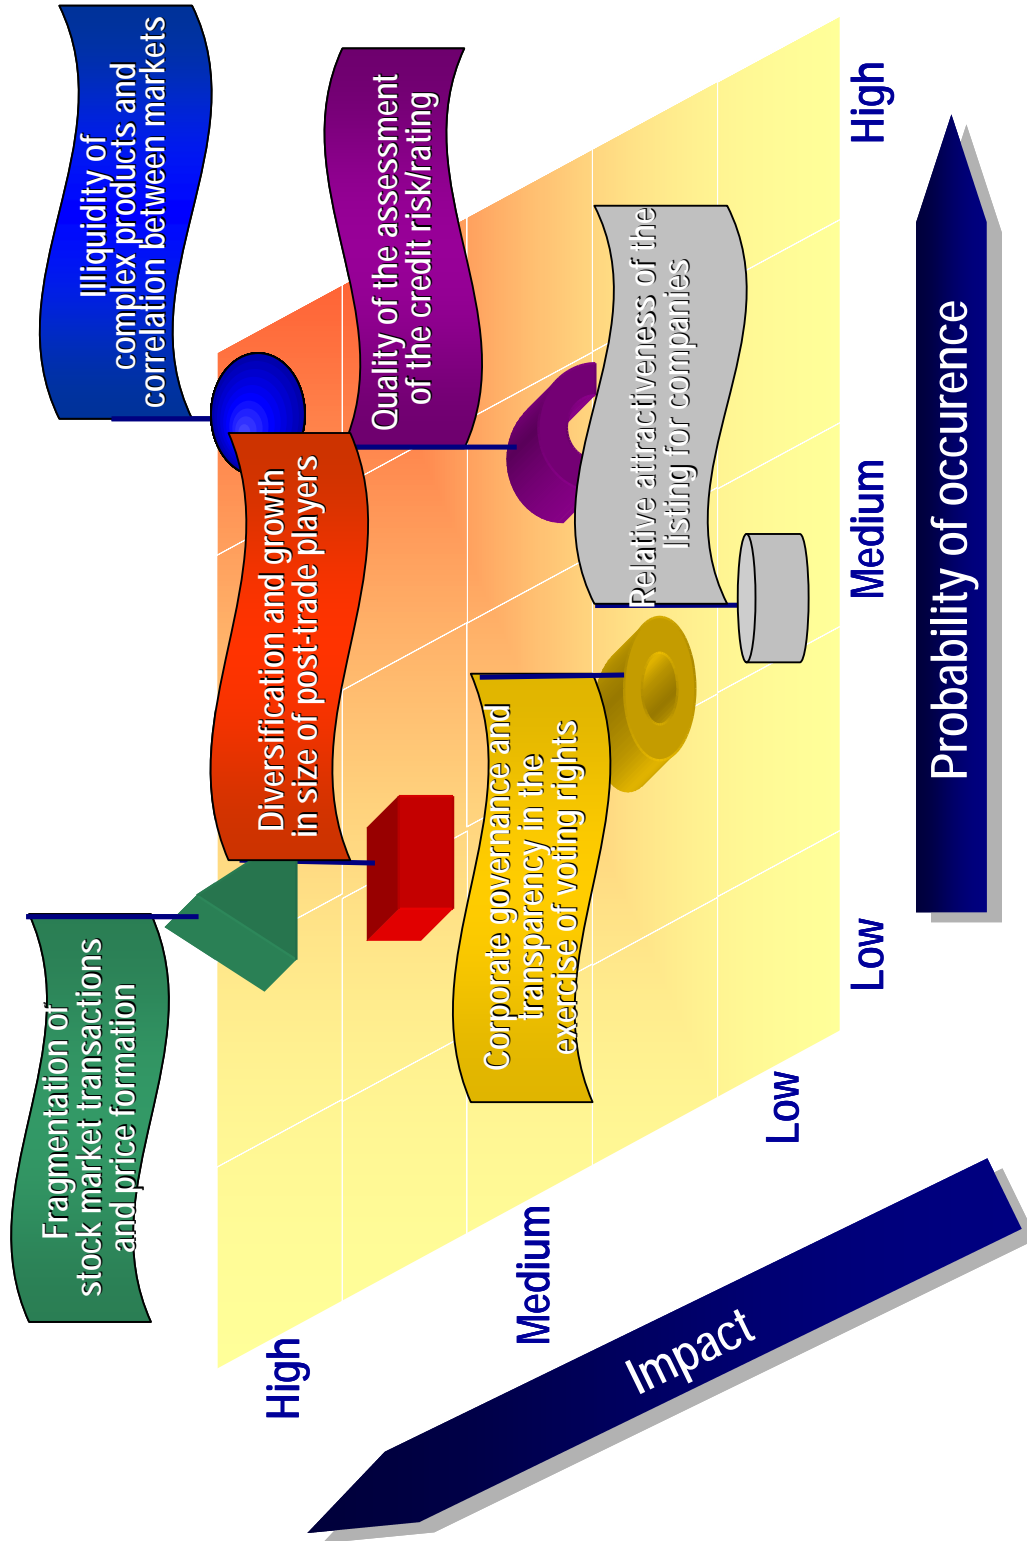 Fragmentation of
stock market transactions
and price formation
Illiquidity of
complex products and
correlation between markets
Diversification and growth
in size of post-trade players
Quality of the assessment
of the credit risk/rating
Corporate governance and
transparency in the
exercise of voting rights
Relative attractiveness of the
listing for companies
High
Medium
Low
Impact
Low
Medium
High
Probability of occurence